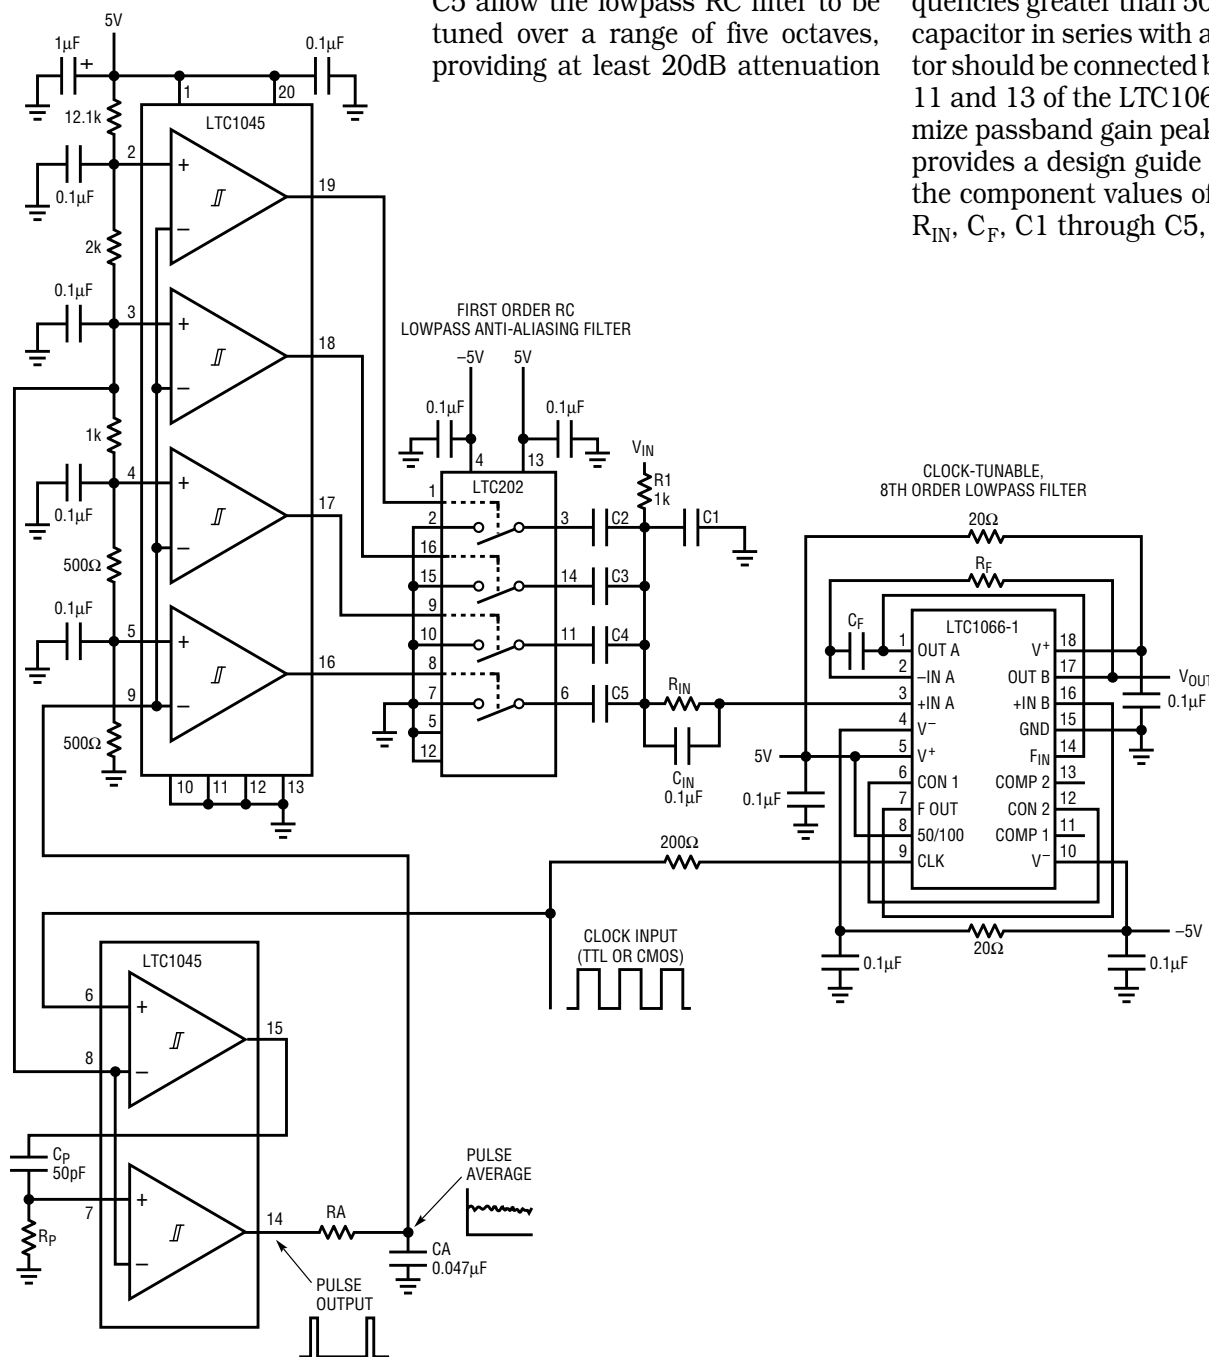 C5 allow the lowpass RC filter to be
tuned over a range of five octaves,
providing at least 20dB attenuation
quencies greater than 50
capacitor in series with a
tor should be connected b
11 and 13 of the LTC106
mize passband gain peak
provides a design guide
the component values of
R_IN, C_F, C1 through C5,
5V
1µF
+
0.1µF
1
20
12.1k
LTC1045
2
+
19
0.1µF
−
2k
0.1µF
3
+
18
−
1k
4
+
17
0.1µF
−
500Ω
0.1µF
5
+
16
9
−
500Ω
10
11
12
13
FIRST ORDER RC
LOWPASS ANTI-ALIASING FILTER
−5V
5V
0.1µF
0.1µF
4
13
LTC202
1
2
3
C2
16
15
14
C3
9
10
11
C4
8
7
6
C5
5
12
V_IN
R1
1k
C1
R_IN
C_IN
0.1µF
CLOCK-TUNABLE,
8TH ORDER LOWPASS FILTER
20Ω
R_F
C_F
LTC1066-1
1
OUT A
V+
18
2
−IN A
OUT B
17
V_OUT
3
+IN A
+IN B
16
0.1µF
4
V−
GND
15
5V
5
V+
F_IN
14
6
CON 1
COMP 2
13
0.1µF
7
F OUT
CON 2
12
8
50/100
COMP 1
11
200Ω
9
CLK
V−
10
−5V
20Ω
0.1µF
0.1µF
CLOCK INPUT
(TTL OR CMOS)
LTC1045
6
+
15
8
−
C_P
50pF
7
+
14
R_P
−
RA
PULSE
AVERAGE
CA
0.047µF
PULSE
OUTPUT